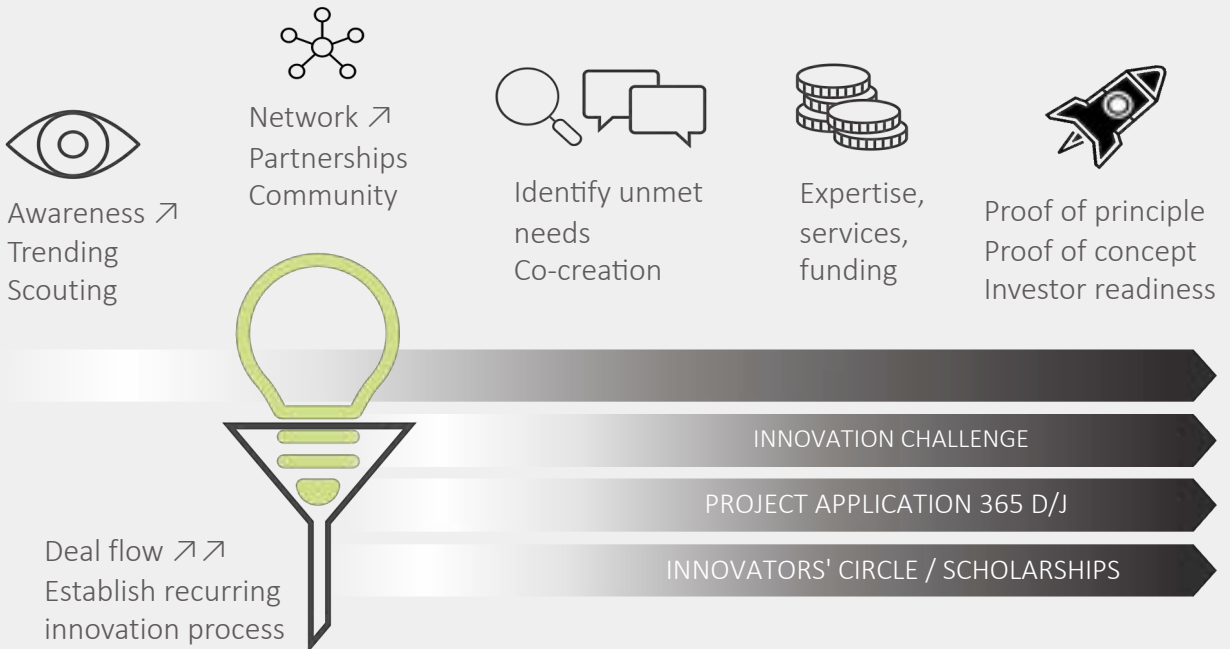 Awareness ↗
Trending
Scouting
Network ↗
Partnerships
Community
Identify unmet
needs
Co-creation
Expertise,
services,
funding
Proof of principle
Proof of concept
Investor readiness
INNOVATION CHALLENGE
PROJECT APPLICATION 365 D/J
INNOVATORS' CIRCLE / SCHOLARSHIPS
Deal flow ↗↗
Establish recurring
innovation process